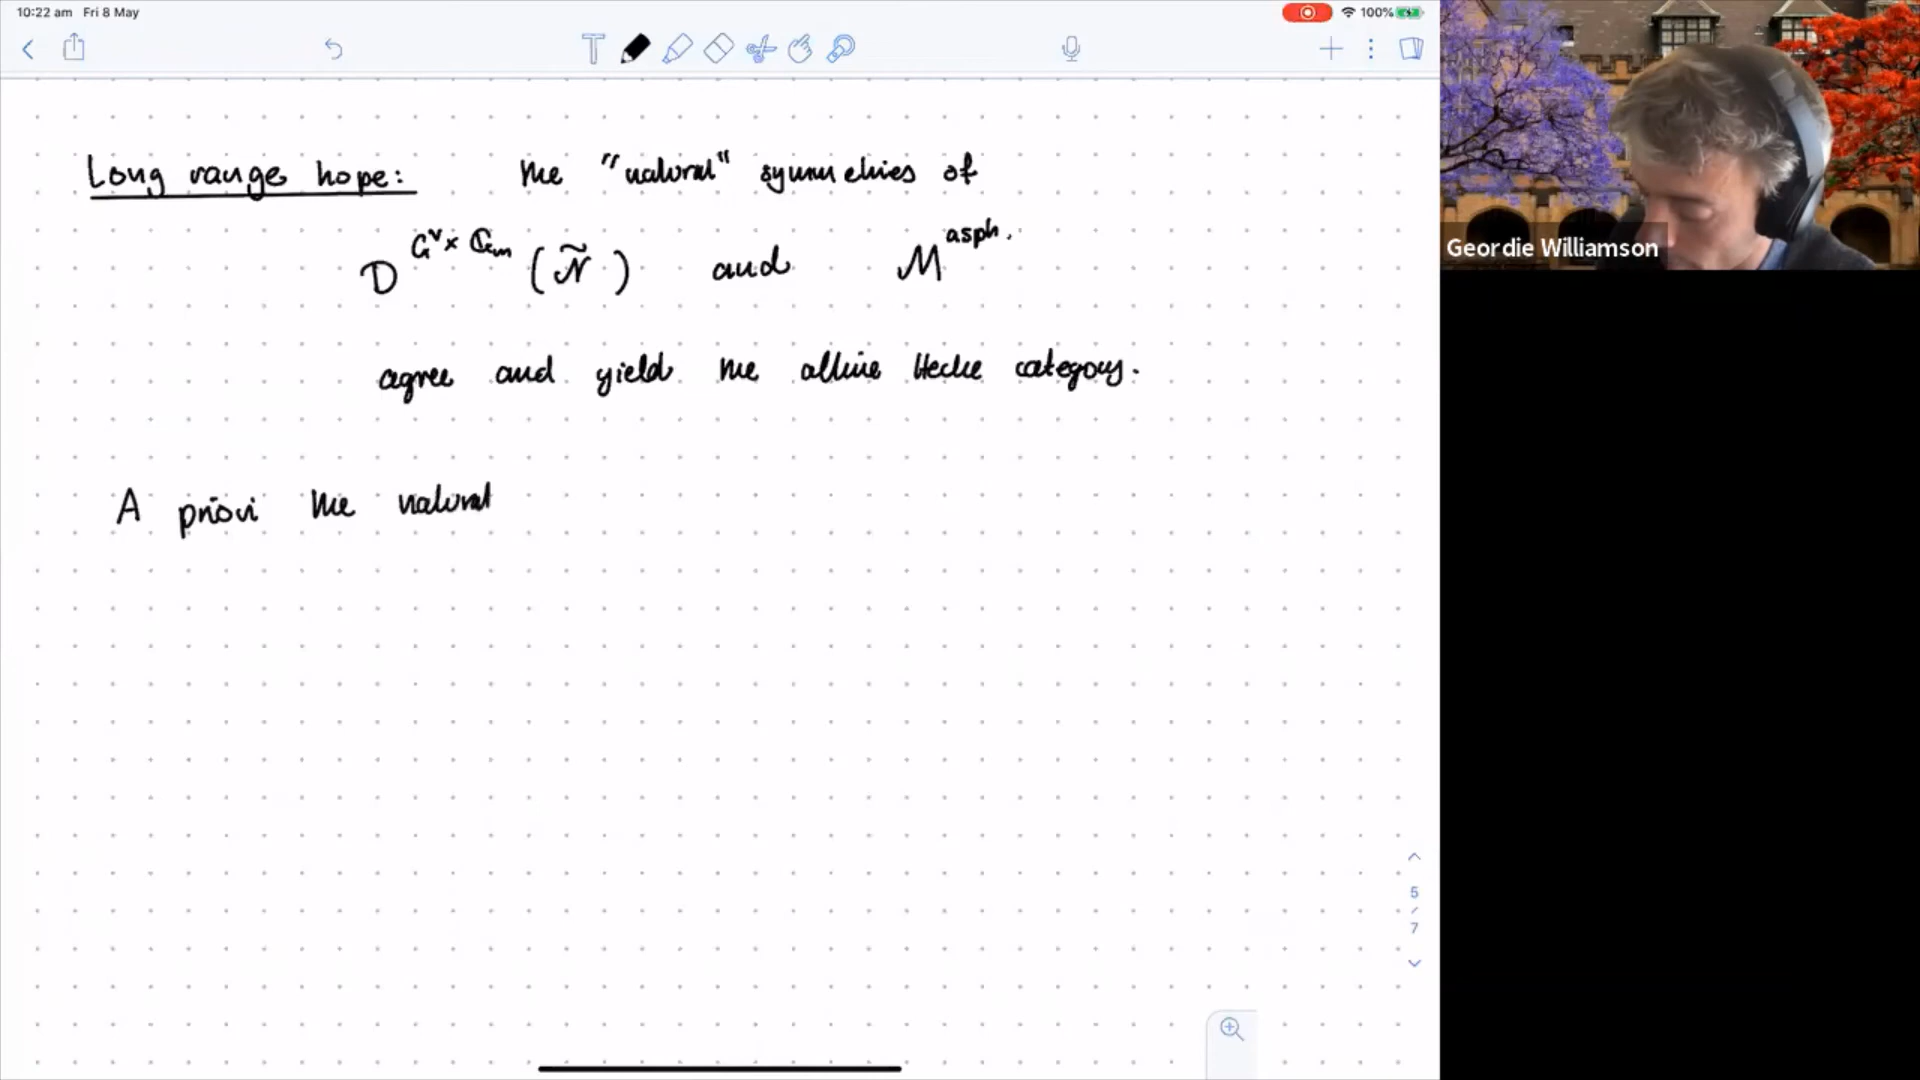 10:22 am Fri 8 May
100%
Long range hope: the "natural" symmetries of
D^{G^∨ × G_m} (Ñ) and M^{asph.}
agree and yield the affine Hecke category.
A priori the natural
Geordie Williamson
5
/
7